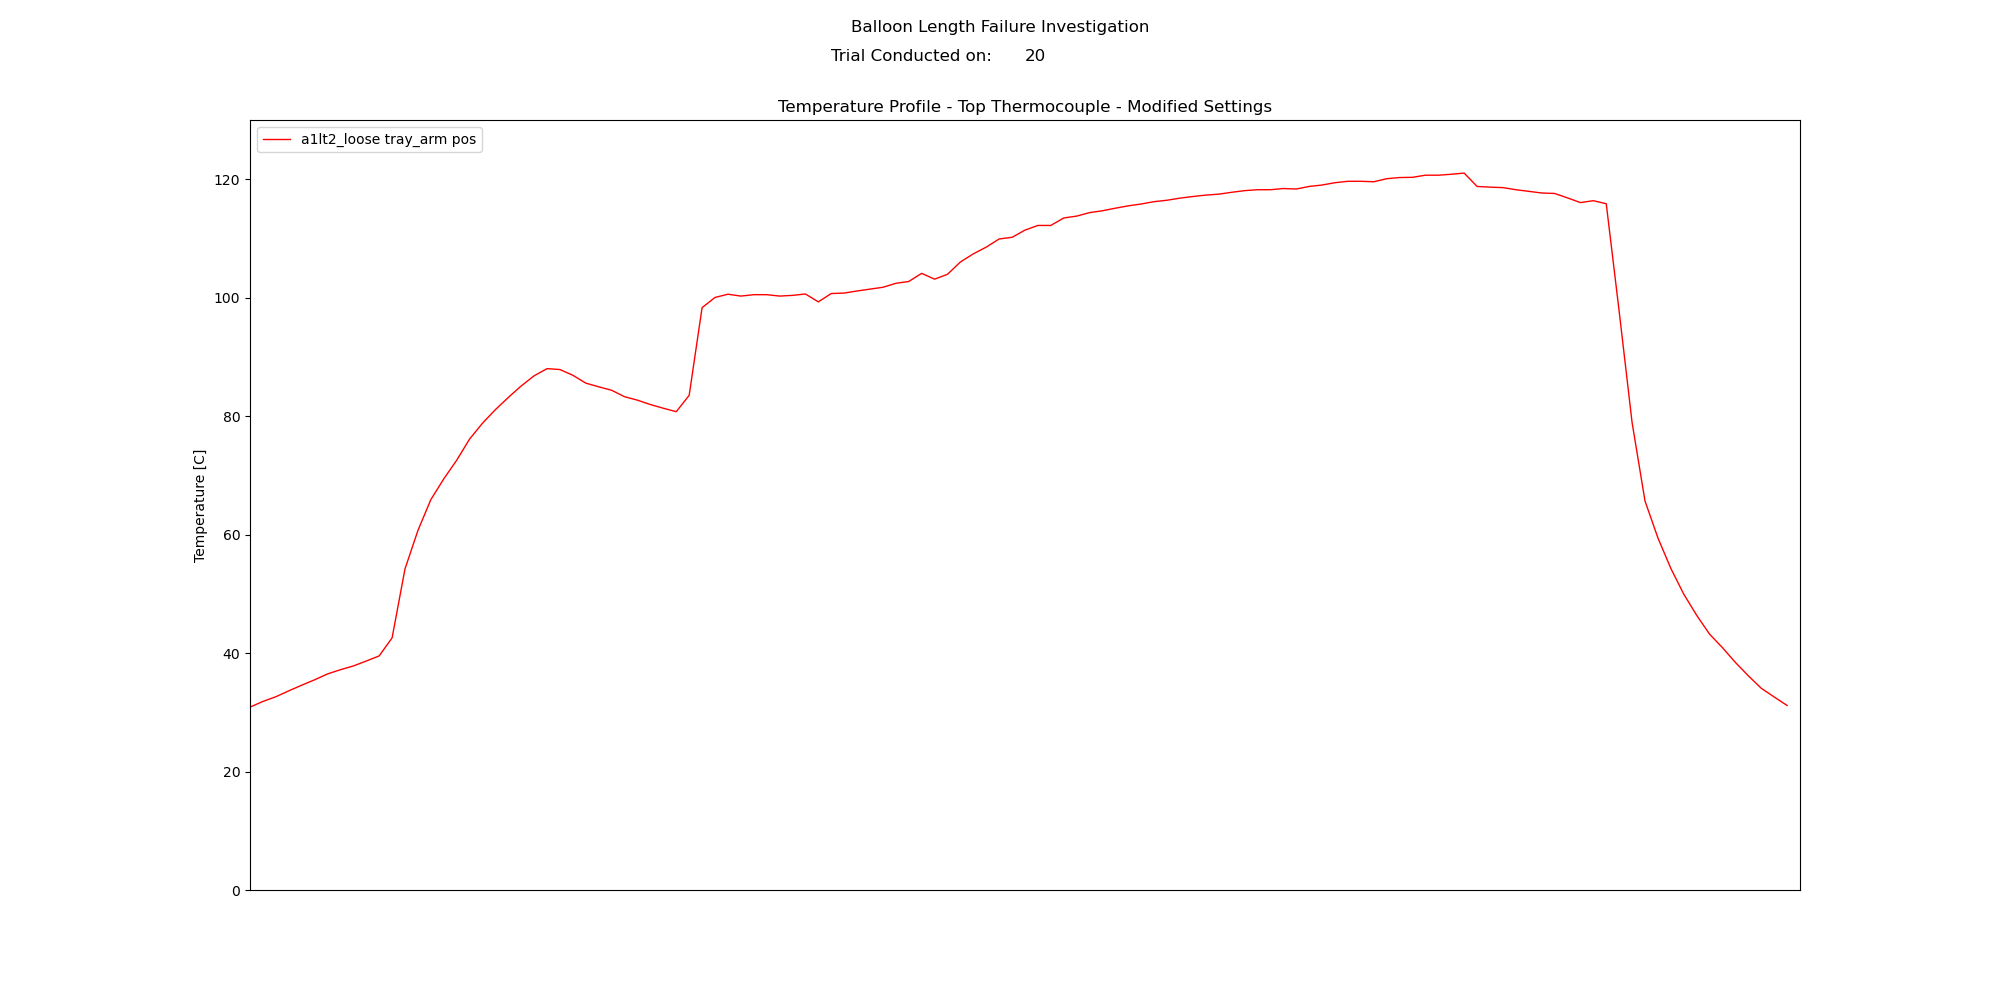 Balloon Length Failure Investigation
Trial Conducted on: 20
Temperature Profile - Top Thermocouple - Modified Settings
a1lt2_loose tray_arm pos
120
100
80
60
40
20
0
Temperature [C]